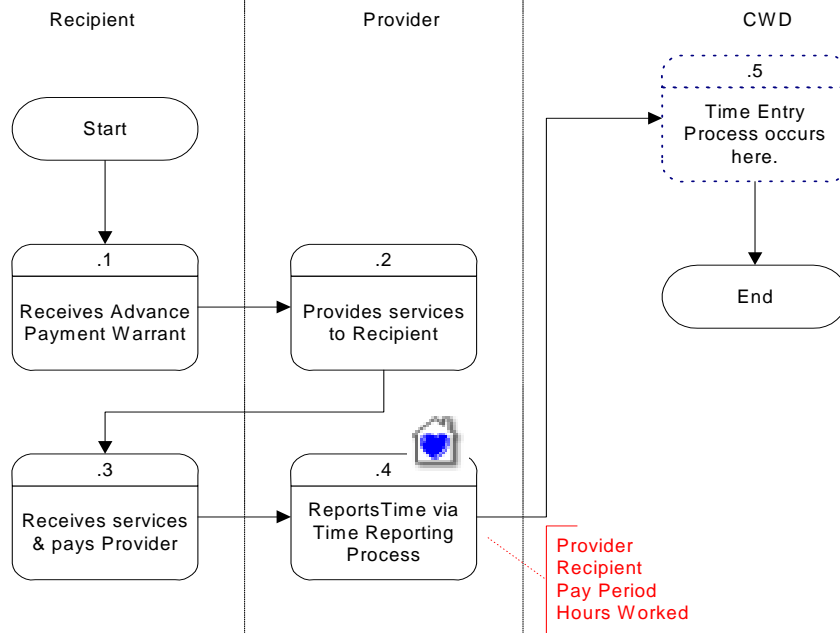 Recipient
Provider
CWD
Start
.1
Receives Advance
Payment Warrant
.2
Provides services
to Recipient
.3
Receives services
& pays Provider
.4
ReportsTime via
Time Reporting
Process
Provider
Recipient
Pay Period
Hours Worked
.5
Time Entry
Process occurs
here.
End